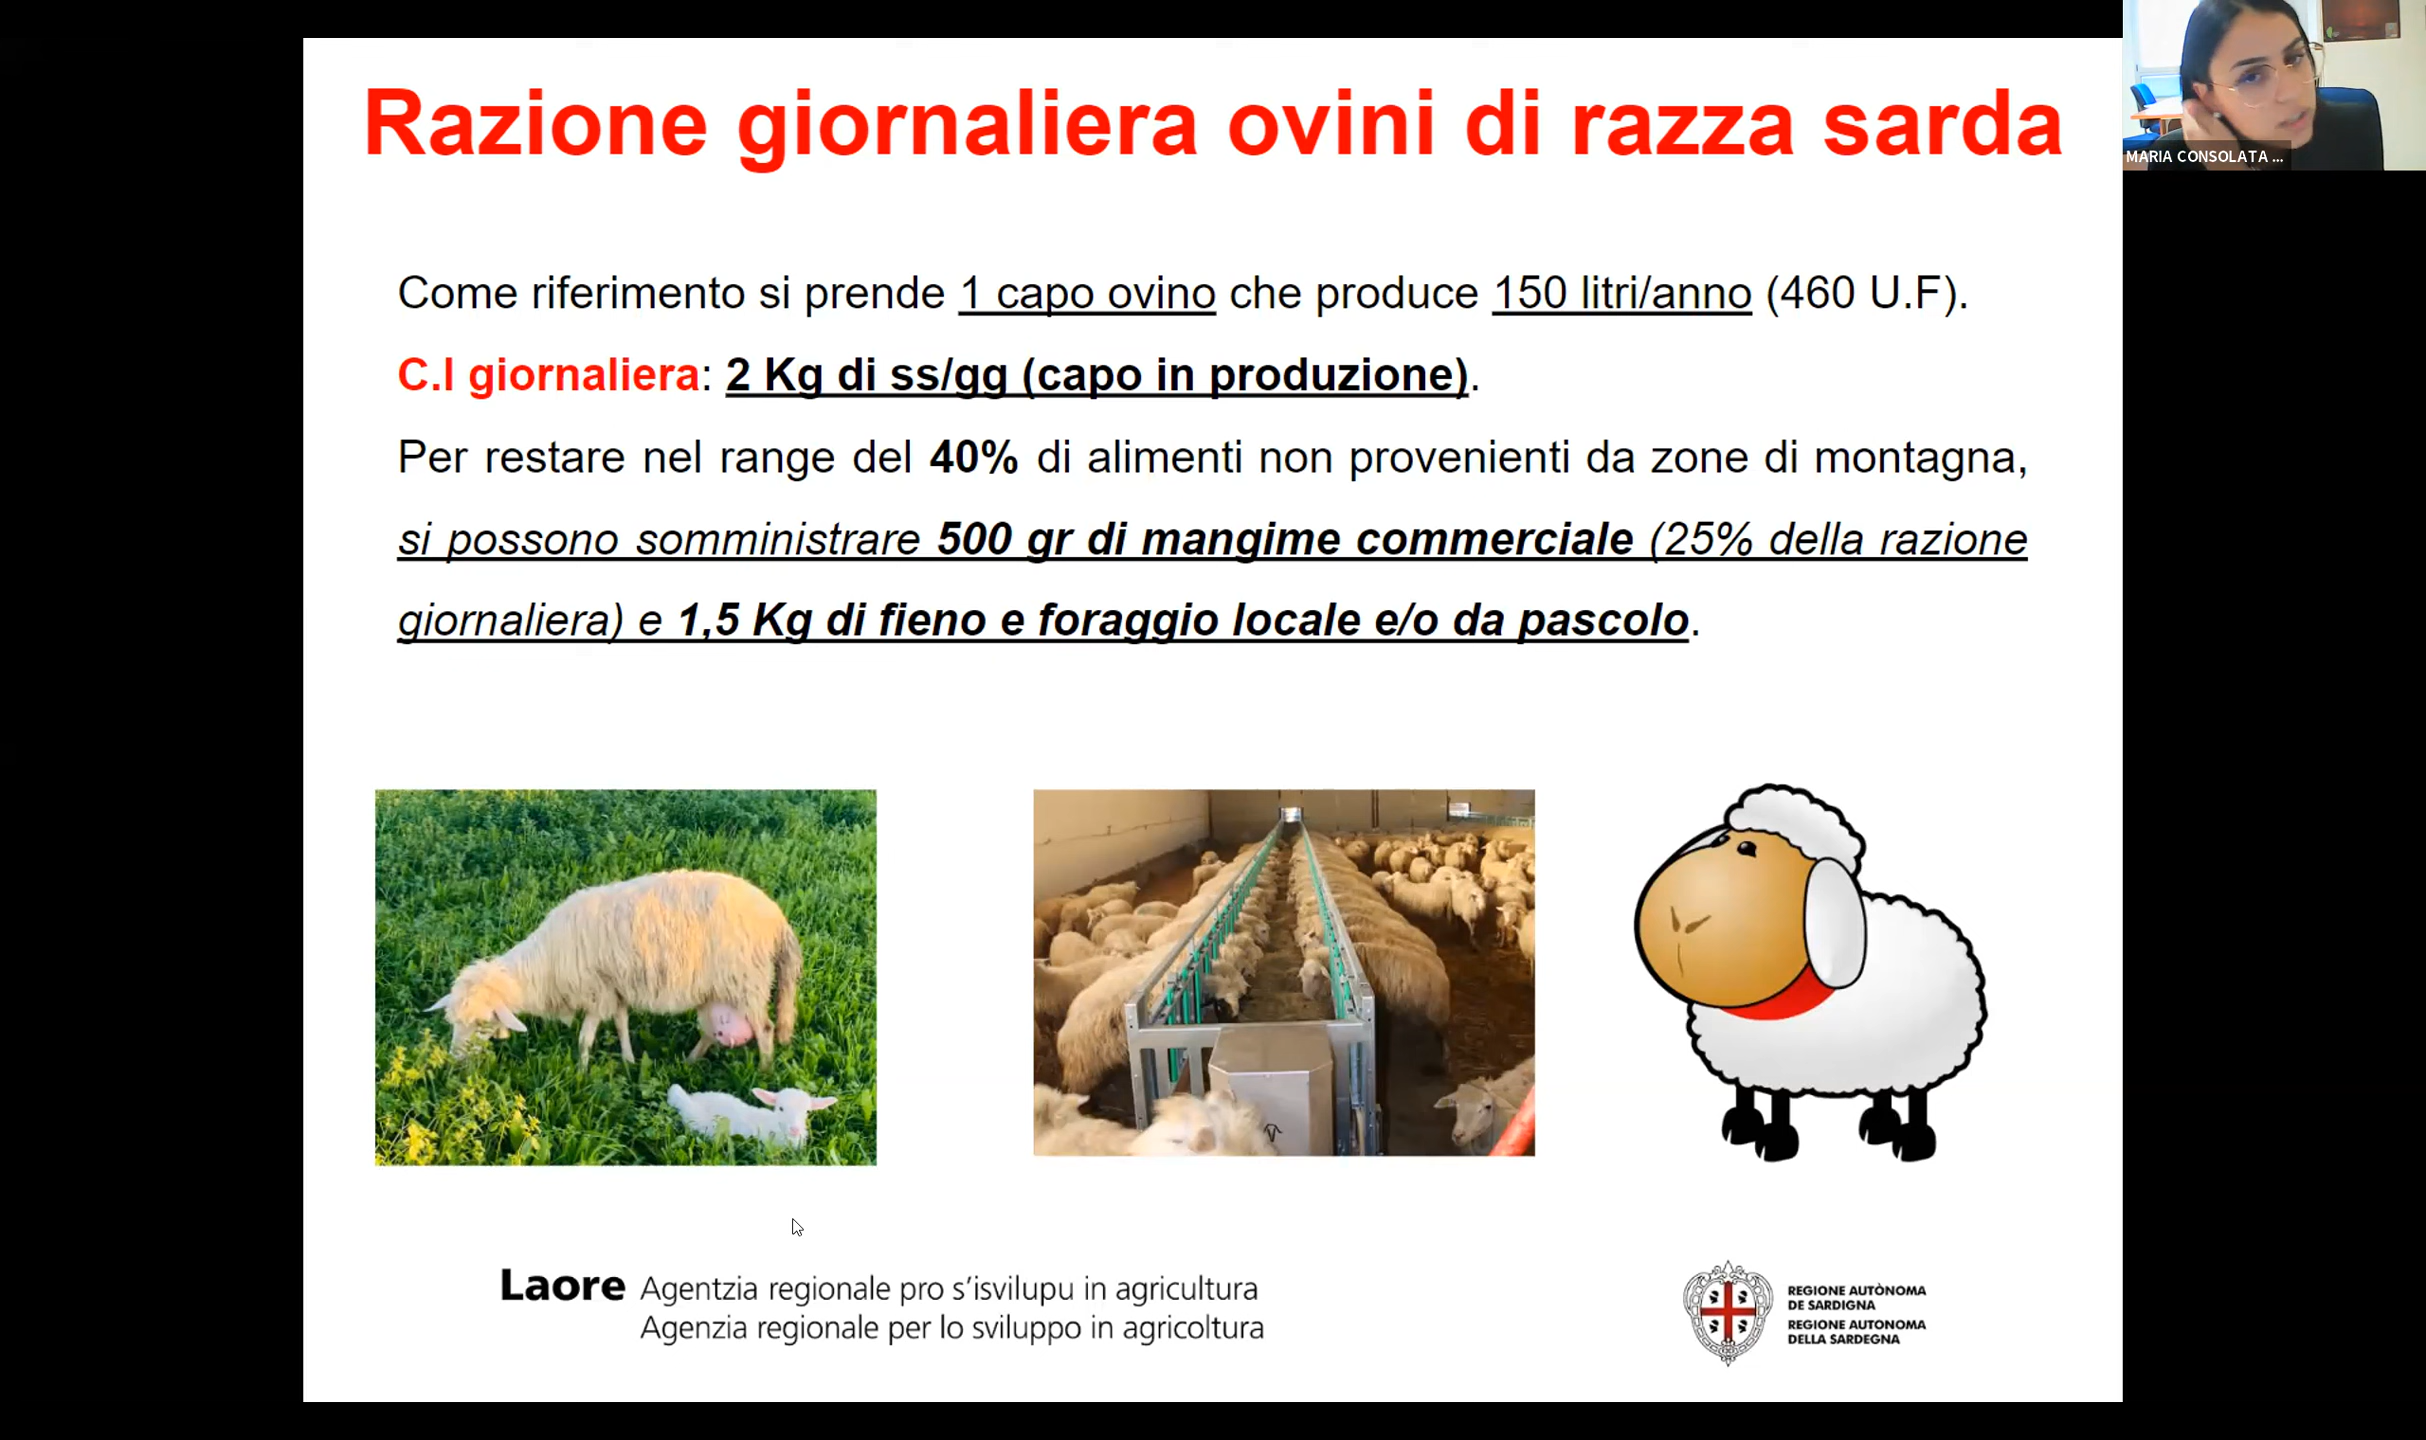 Razione giornaliera ovini di razza sarda
MARIA CONSOLATA ...
Come riferimento si prende 1 capo ovino che produce 150 litri/anno (460 U.F).
C.I giornaliera: 2 Kg di ss/gg (capo in produzione).
Per restare nel range del 40% di alimenti non provenienti da zone di montagna,
si possono somministrare 500 gr di mangime commerciale (25% della razione
giornaliera) e 1,5 Kg di fieno e foraggio locale e/o da pascolo.
Laore Agentzia regionale pro s'isvilupu in agricultura
Agenzia regionale per lo sviluppo in agricoltura
REGIONE AUTÒNOMA
DE SARDIGNA
REGIONE AUTONOMA
DELLA SARDEGNA